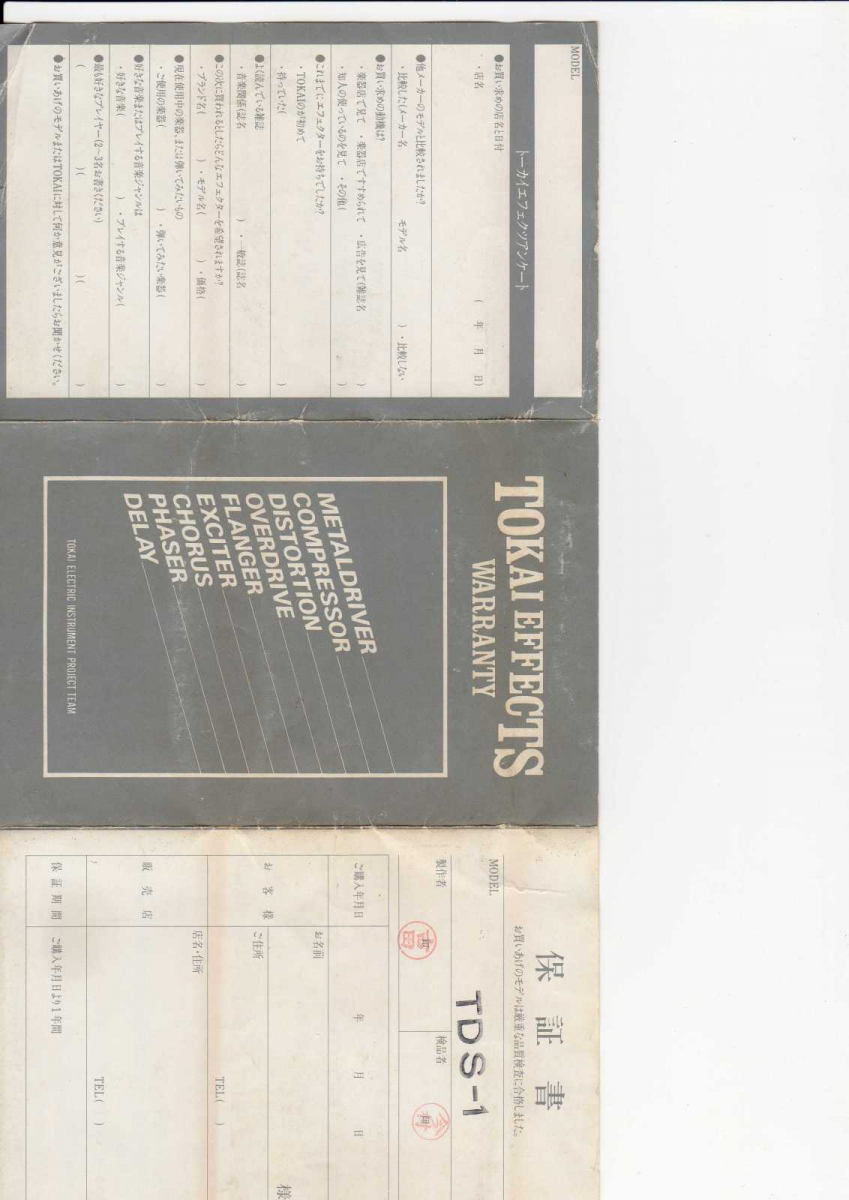 MODEL
トーカイエフェクツアンケート
●お買い求めの店名と日付
・店名 （ 年 月 日）
●他メーカーのモデルと比較されましたか?
・比較した（メーカー名 モデル名 ）・比較しない
●お買い求めの動機は?
・楽器店で見て ・楽器店ですすめられて ・広告を見て（雑誌名 ）
・知人の使っているのを見て ・その他（ ）
●これまでにエフェクターをお持ちでしたか?
・TOKAIのが初めて
・持っていた（ ）
●よく読んでいる雑誌
・音楽関係（誌名 ）・一般誌（誌名 ）
●この次に買われるとしたらどんなエフェクターを希望されますか?
・ブランド名（ ）・モデル名（ ）・価格（ ）
●現在使用中の楽器、または弾いてみたいもの
・ご使用の楽器（ ）・弾いてみたい楽器（ ）
●好きな音楽またはプレイする音楽ジャンルは
・好きな音楽（ ）・プレイする音楽ジャンル（ ）
●最も好きなプレイヤー（2～3名お書きください）
（ ）（ ）（ ）
●お買いあげのモデルまたはTOKAIに対して何か意見がございましたらお聞かせください。
TOKAI EFFECTS
WARRANTY
METALDRIVER
COMPRESSOR
DISTORTION
OVERDRIVE
FLANGER
EXCITER
CHORUS
PHASER
DELAY
TOKAI ELECTRIC INSTRUMENT PROJECT TEAM
保証書
お買いあげのモデルは厳重な品質検査に合格しました。
MODEL TDS-1
製作者 検品者
ご購入年月日 年 月 日
お客様 お名前 様
ご住所
TEL（ ）
販売店 店名・住所
TEL（ ）
保証期間 ご購入年月日より1年間